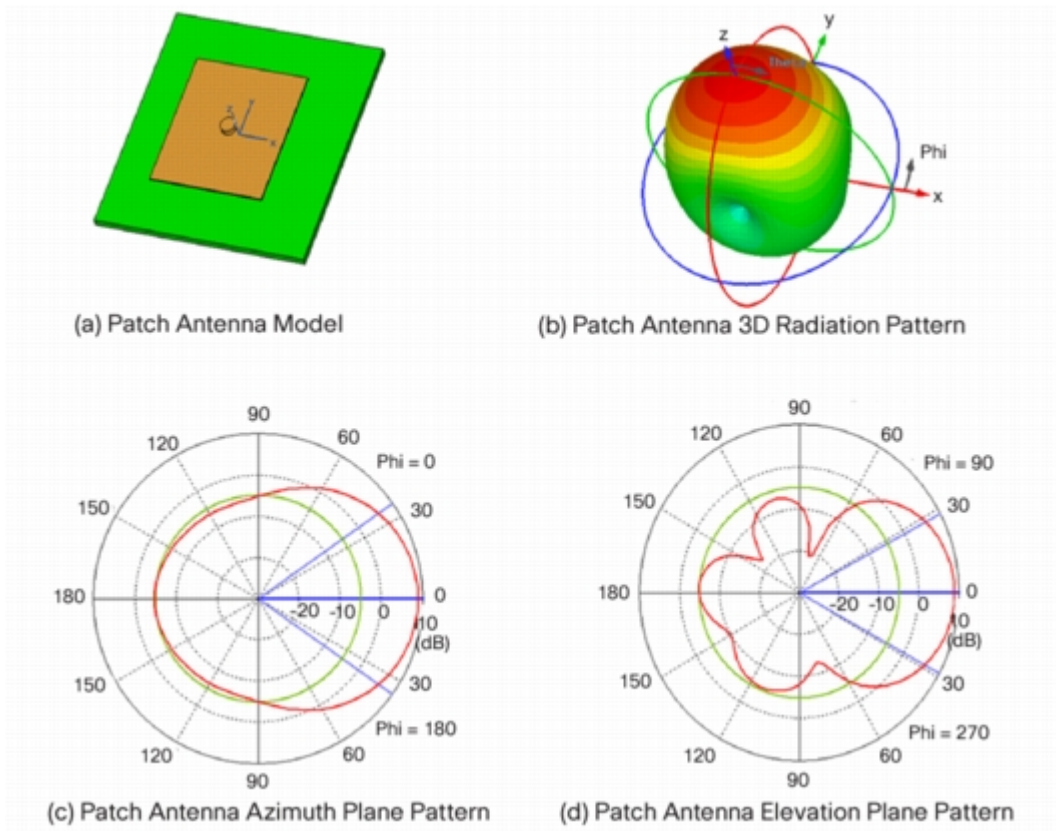 z
y
x
z
y
Theta
Phi
x
(a) Patch Antenna Model
(b) Patch Antenna 3D Radiation Pattern
90
120
60
Phi = 0
150
30
180
-20 -10 0
0
10
(dB)
150
30
Phi = 180
120
60
90
(c) Patch Antenna Azimuth Plane Pattern
90
120
60
Phi = 90
150
30
180
-20 -10 0
0
10
(dB)
150
30
Phi = 270
120
60
90
(d) Patch Antenna Elevation Plane Pattern